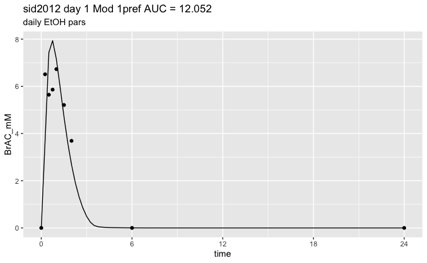 sid2012 day 1 Mod 1pref AUC = 12.052
daily EtOH pars
BrAC_mM
8
6
4
2
0
0 6 12 18 24
time